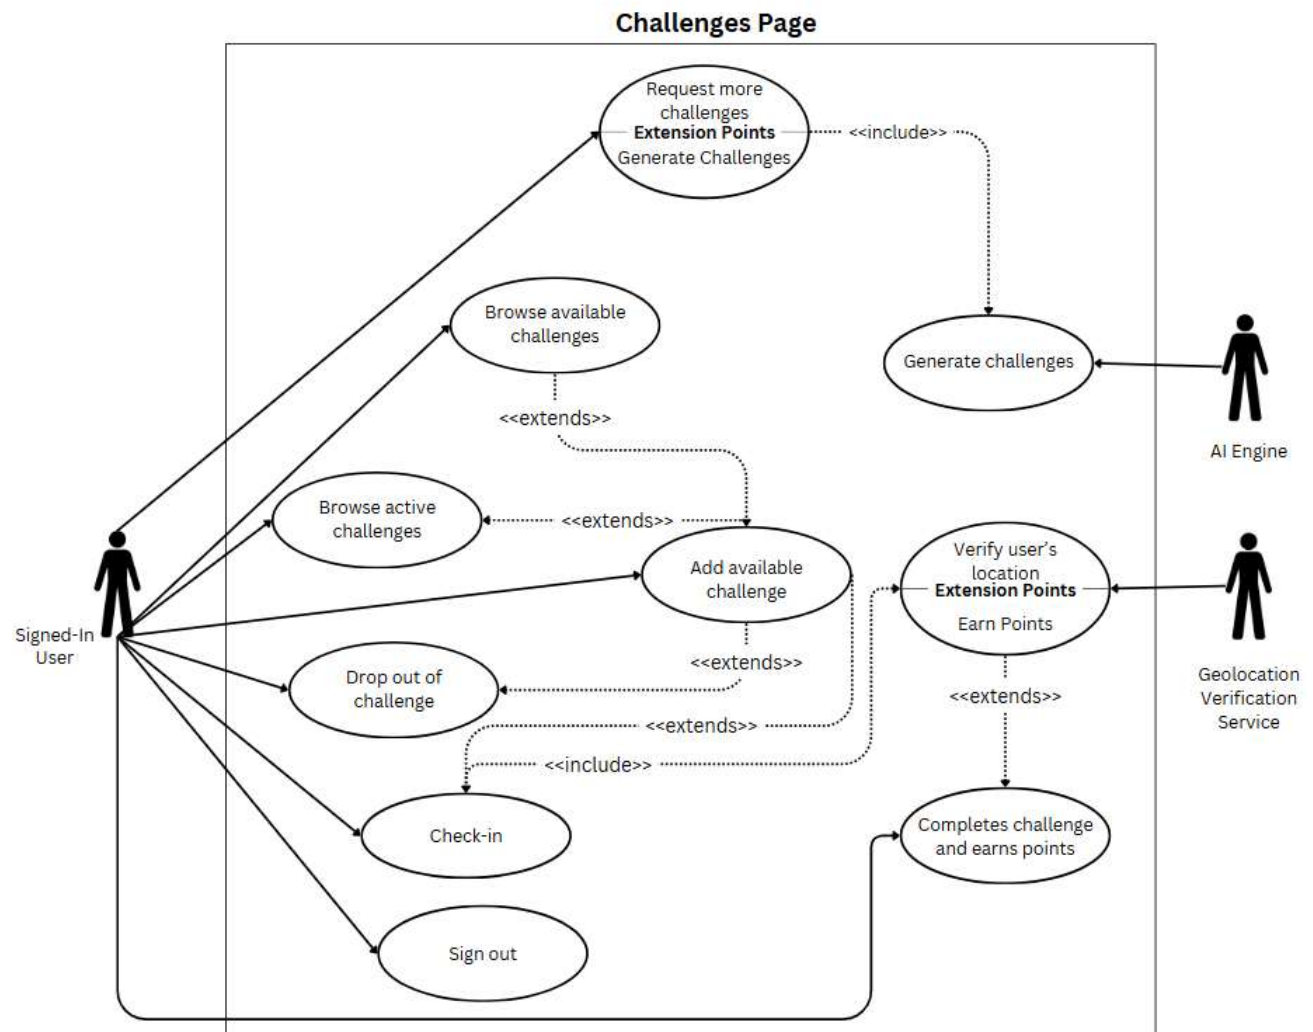 Challenges Page
Request more
challenges
Extension Points
Generate Challenges
<<include>>
Browse available
challenges
Generate challenges
AI Engine
<<extends>>
Browse active
challenges
<<extends>>
Add available
challenge
Verify user's
location
Extension Points
Earn Points
Signed-In
User
Geolocation
Verification
Service
Drop out of
challenge
<<extends>>
<<extends>>
<<extends>>
<<include>>
Check-in
Completes challenge
and earns points
Sign out